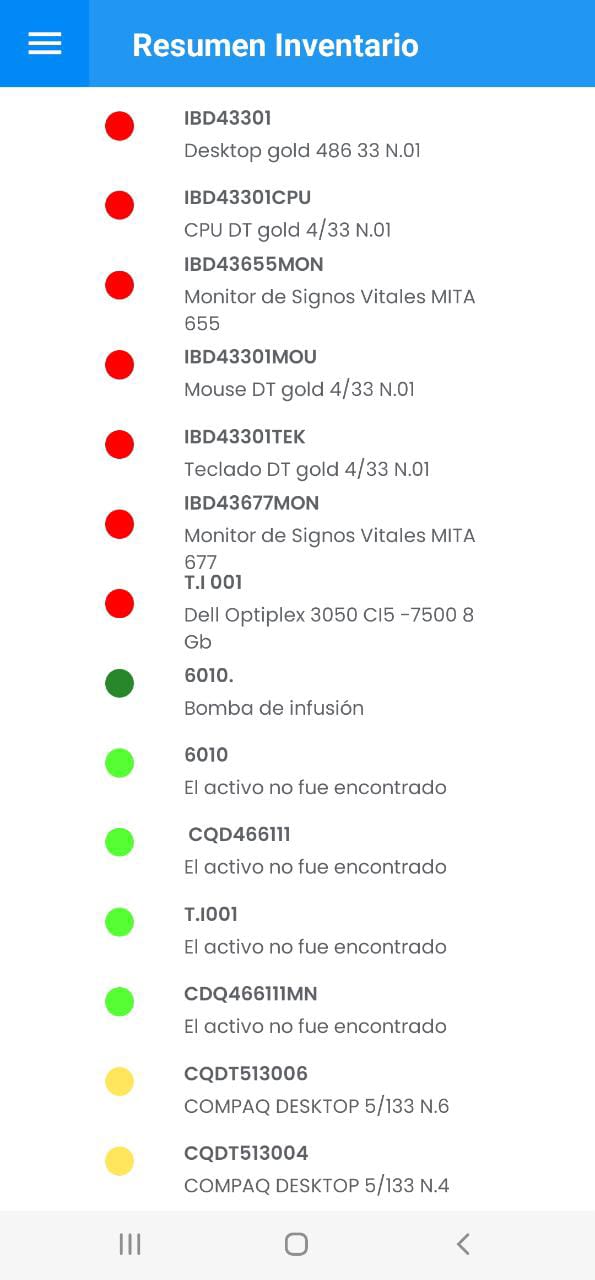 Resumen Inventario
IBD43301
Desktop gold 486 33 N.01
IBD43301CPU
CPU DT gold 4/33 N.01
IBD43655MON
Monitor de Signos Vitales MITA
655
IBD43301MOU
Mouse DT gold 4/33 N.01
IBD43301TEK
Teclado DT gold 4/33 N.01
IBD43677MON
Monitor de Signos Vitales MITA
677
T.I 001
Dell Optiplex 3050 CI5 -7500 8
Gb
6010.
Bomba de infusión
6010
El activo no fue encontrado
CQD466111
El activo no fue encontrado
T.I001
El activo no fue encontrado
CDQ466111MN
El activo no fue encontrado
CQDT513006
COMPAQ DESKTOP 5/133 N.6
CQDT513004
COMPAQ DESKTOP 5/133 N.4